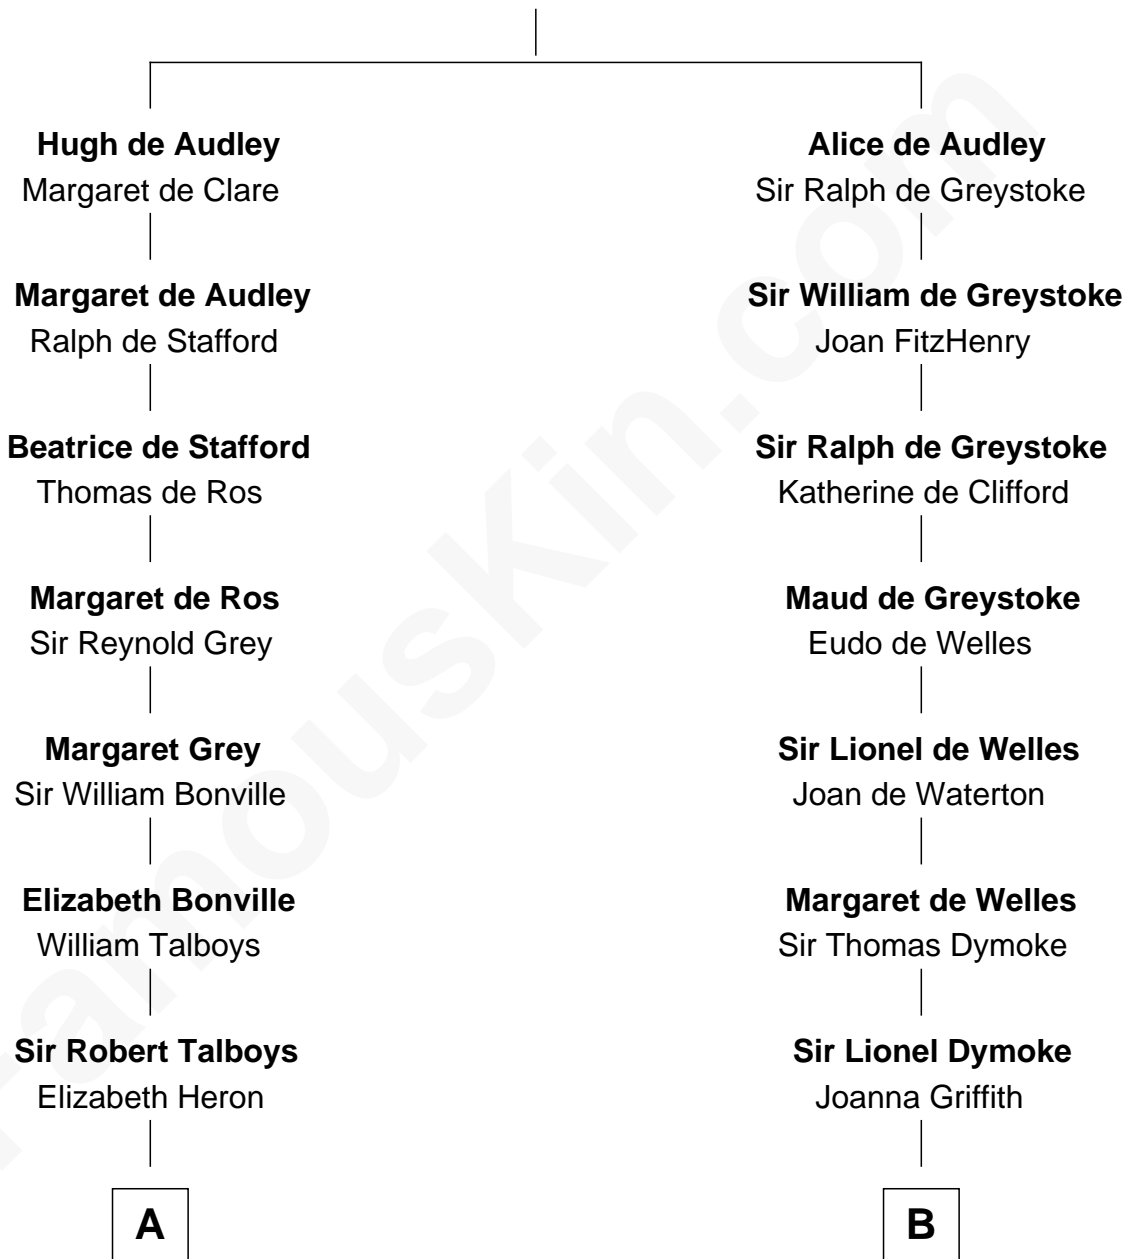 Hugh de Audley
Margaret de Clare
Margaret de Audley
Ralph de Stafford
Beatrice de Stafford
Thomas de Ros
Margaret de Ros
Sir Reynold Grey
Margaret Grey
Sir William Bonville
Elizabeth Bonville
William Talboys
Sir Robert Talboys
Elizabeth Heron
A
Alice de Audley
Sir Ralph de Greystoke
Sir William de Greystoke
Joan FitzHenry
Sir Ralph de Greystoke
Katherine de Clifford
Maud de Greystoke
Eudo de Welles
Sir Lionel de Welles
Joan de Waterton
Margaret de Welles
Sir Thomas Dymoke
Sir Lionel Dymoke
Joanna Griffith
B
FamousKin.com